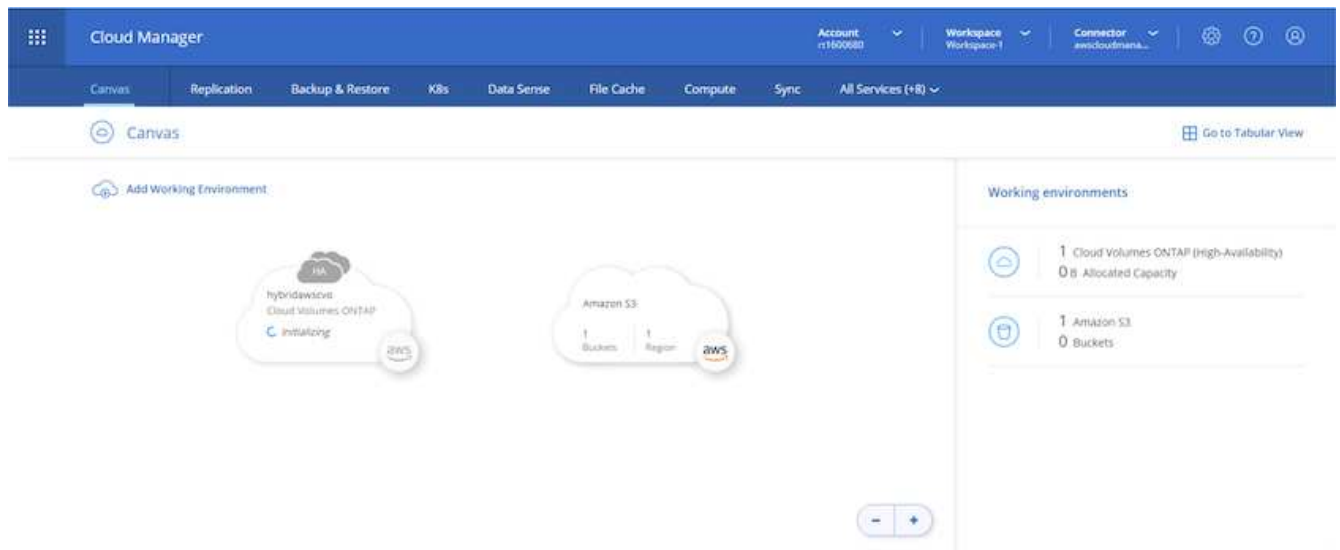 Cloud Manager
Account
rt1600680
Workspace
Workspace-1
Connector
awscloudmana...
Canvas
Replication
Backup & Restore
K8s
Data Sense
File Cache
Compute
Sync
All Services (+8)
Canvas
Go to Tabular View
Add Working Environment
HA
hybridawscvo
Cloud Volumes ONTAP
Initializing
aws
Amazon S3
1 1
Buckets Region
aws
Working environments
1 Cloud Volumes ONTAP (High-Availability)
0 B Allocated Capacity
1 Amazon S3
0 Buckets